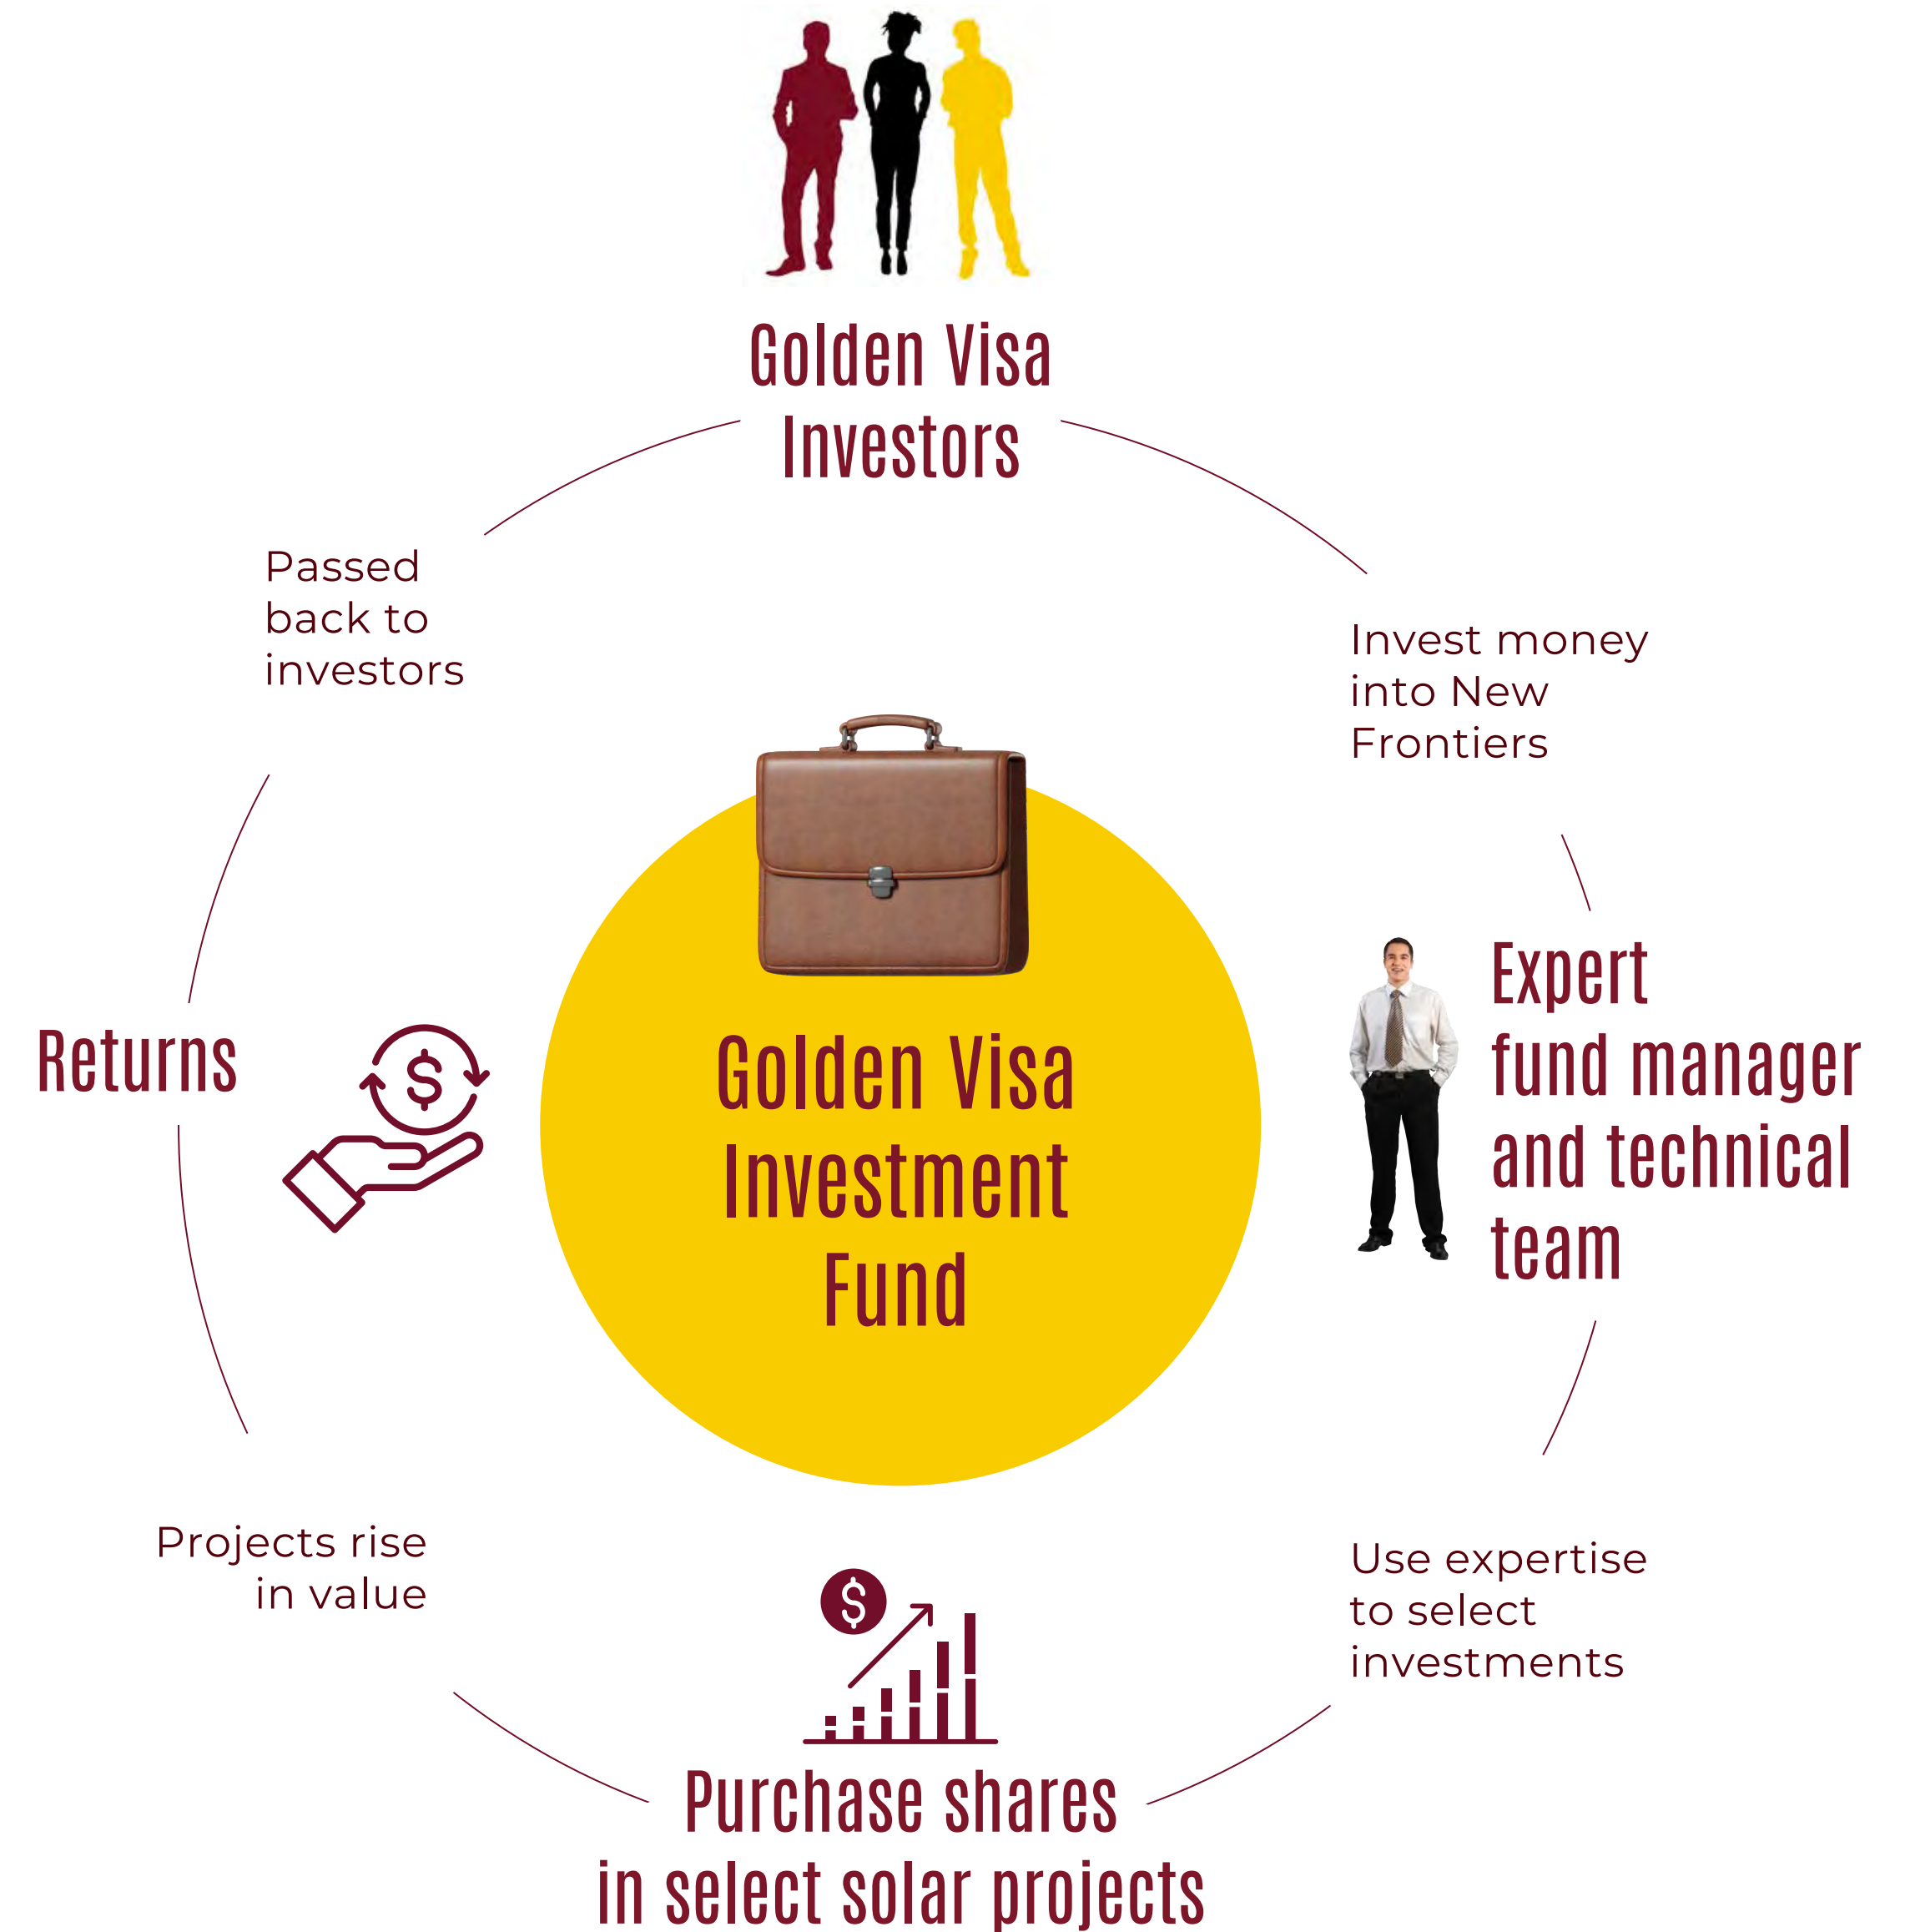 Golden Visa
Investors
Passed
back to
investors
Invest money
into New
Frontiers
Golden Visa
Investment
Fund
Expert
fund manager
and technical
team
Returns
$
Projects rise
in value
Use expertise
to select
investments
$
Purchase shares
in select solar projects